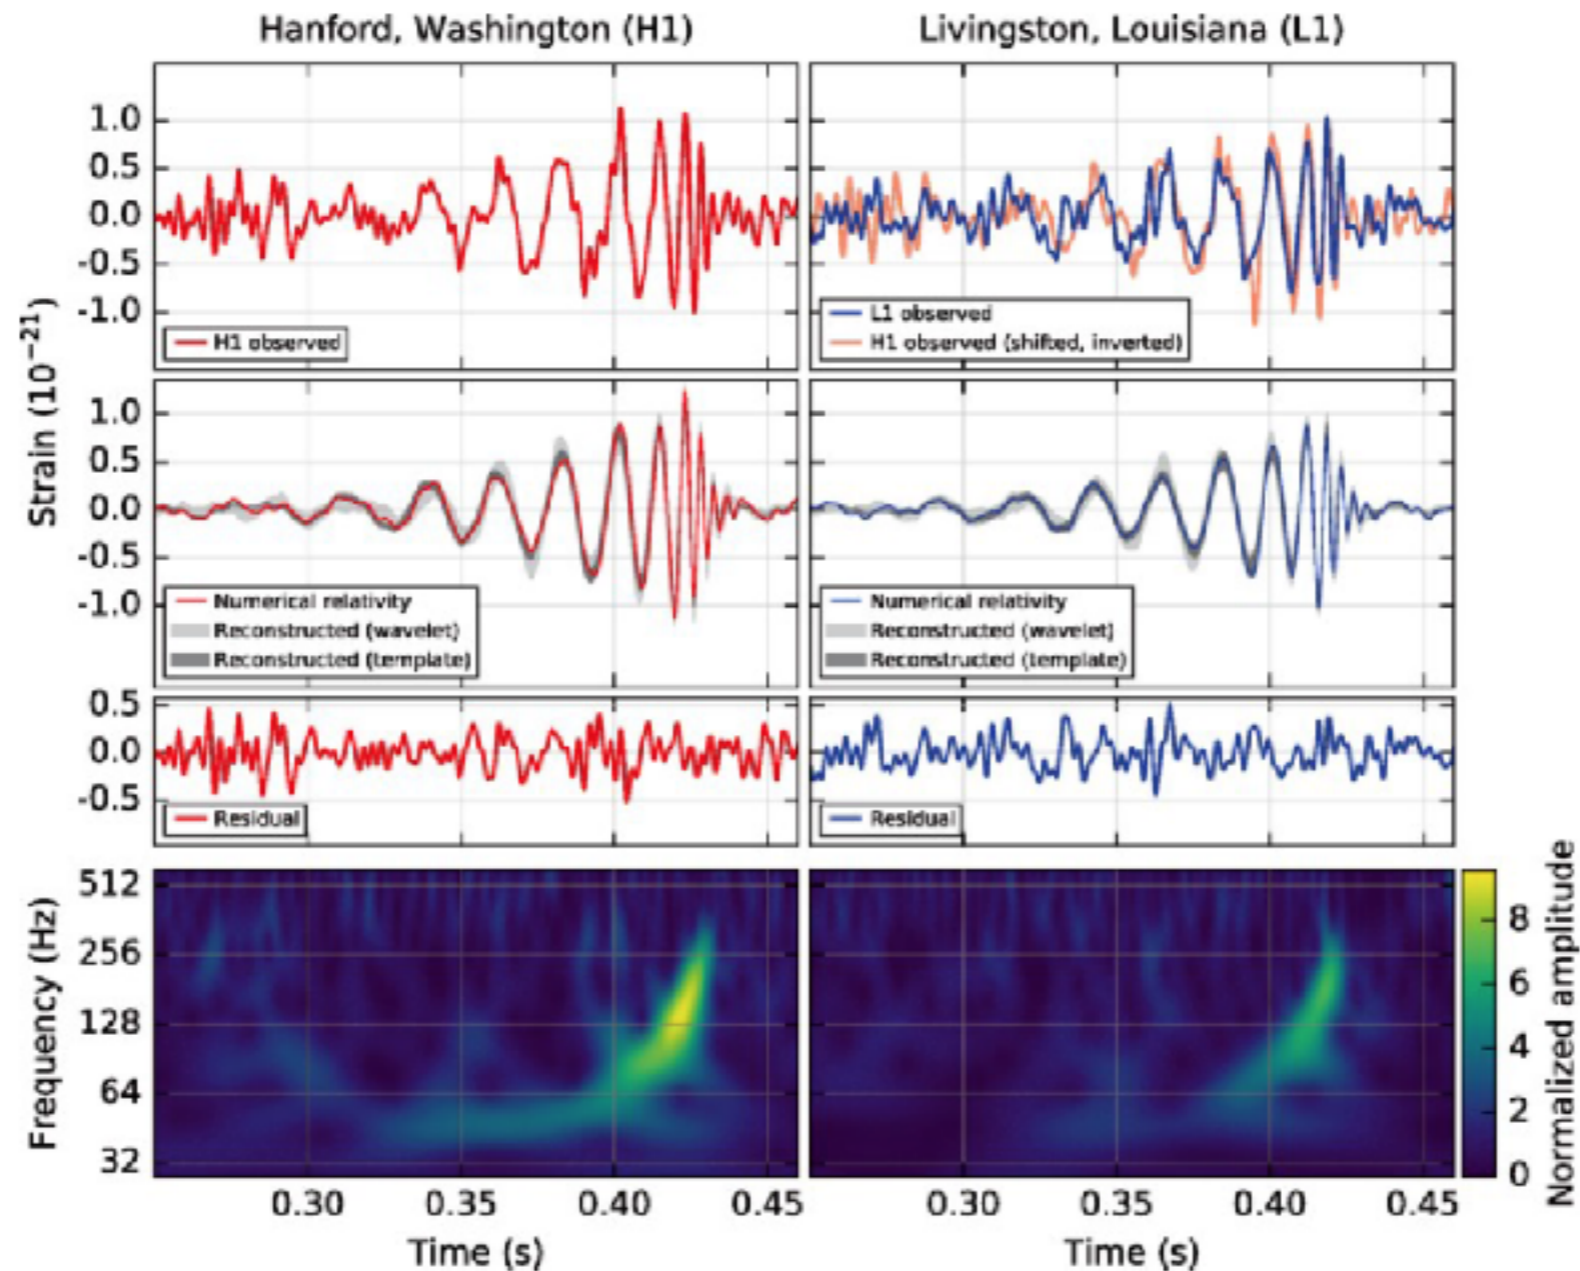 Hanford, Washington (H1)
Livingston, Louisiana (L1)
Strain (10⁻²¹)
1.0
0.5
0.0
-0.5
-1.0
H1 observed
L1 observed
H1 observed (shifted, inverted)
1.0
0.5
0.0
-0.5
-1.0
Numerical relativity
Reconstructed (wavelet)
Reconstructed (template)
Numerical relativity
Reconstructed (wavelet)
Reconstructed (template)
0.5
0.0
-0.5
Residual
Residual
Frequency (Hz)
512
256
128
64
32
0.30 0.35 0.40 0.45
Time (s)
0.30 0.35 0.40 0.45
Time (s)
Normalized amplitude
8
6
4
2
0